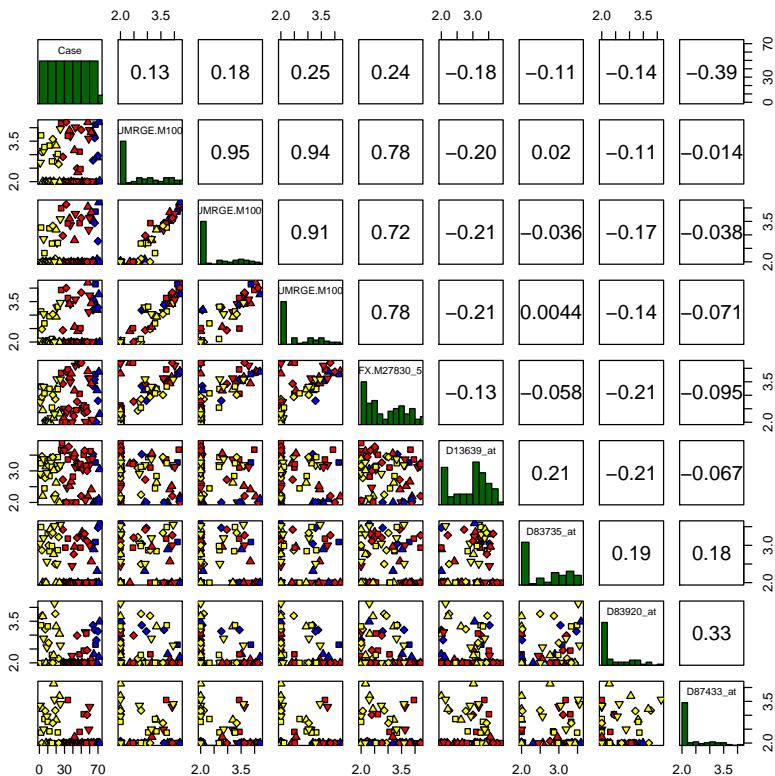 2.0 3.5 2.0 3.5 2.0 3.0 2.0 3.5
Case 0.13 0.18 0.25 0.24 −0.18 −0.11 −0.14 −0.39 0 30 70
3.5 2.0 UMRGE.M100 0.95 0.94 0.78 −0.20 0.02 −0.11 −0.014
UMRGE.M100 0.91 0.72 −0.21 −0.036 −0.17 −0.038 3.5 2.0
3.5 2.0 UMRGE.M100 0.78 −0.21 0.0044 −0.14 −0.071
FX.M27830_5 −0.13 −0.058 −0.21 −0.095 3.5 2.0
3.0 2.0 D13639_at 0.21 −0.21 −0.067
D83735_at 0.19 0.18 3.0 2.0
3.5 2.0 D83920_at 0.33
D87433_at 3.5 2.0
0 30 70 2.0 3.5 2.0 3.5 2.0 3.0 2.0 3.5